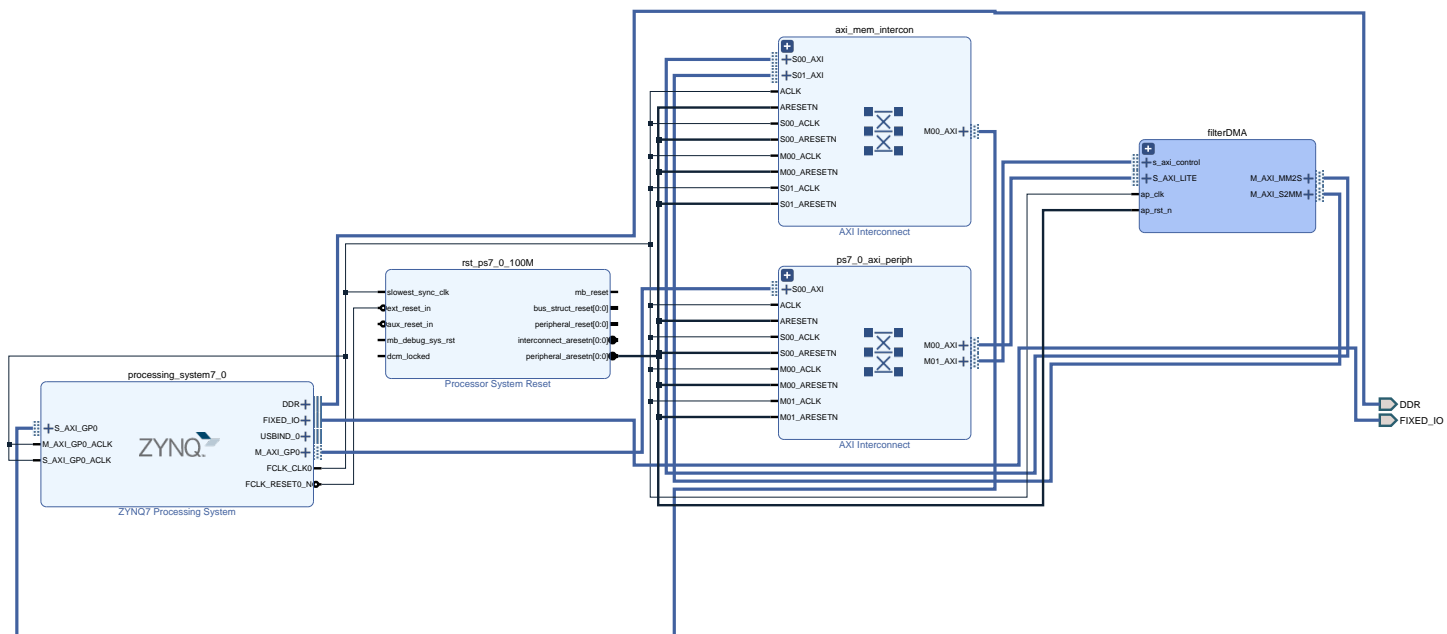 axi_mem_intercon
S00_AXI
S01_AXI
ACLK
ARESETN
S00_ACLK
S00_ARESETN
M00_ACLK
M00_ARESETN
S01_ACLK
S01_ARESETN
M00_AXI
AXI Interconnect
filterDMA
s_axi_control
S_AXI_LITE
ap_clk
ap_rst_n
M_AXI_MM2S
M_AXI_S2MM
rst_ps7_0_100M
slowest_sync_clk
ext_reset_in
aux_reset_in
mb_debug_sys_rst
dcm_locked
mb_reset
bus_struct_reset[0:0]
peripheral_reset[0:0]
interconnect_aresetn[0:0]
peripheral_aresetn[0:0]
Processor System Reset
ps7_0_axi_periph
S00_AXI
ACLK
ARESETN
S00_ACLK
S00_ARESETN
M00_ACLK
M00_ARESETN
M01_ACLK
M01_ARESETN
M00_AXI
M01_AXI
AXI Interconnect
processing_system7_0
S_AXI_GP0
M_AXI_GP0_ACLK
S_AXI_GP0_ACLK
ZYNQ
DDR
FIXED_IO
USBIND_0
M_AXI_GP0
FCLK_CLK0
FCLK_RESET0_N
ZYNQ7 Processing System
DDR
FIXED_IO